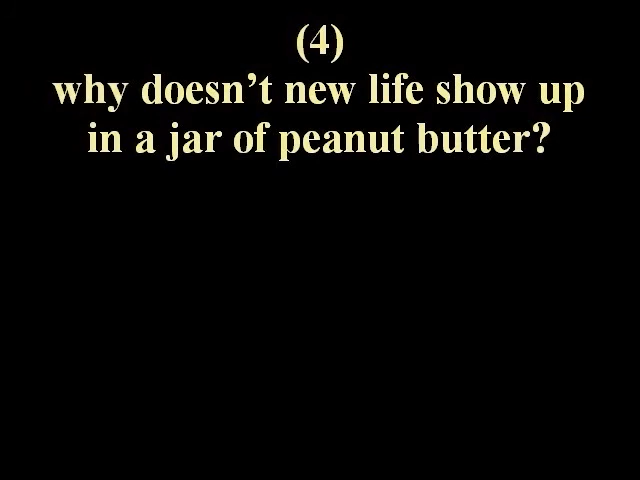 (4)
why doesn’t new life show up
in a jar of peanut butter?